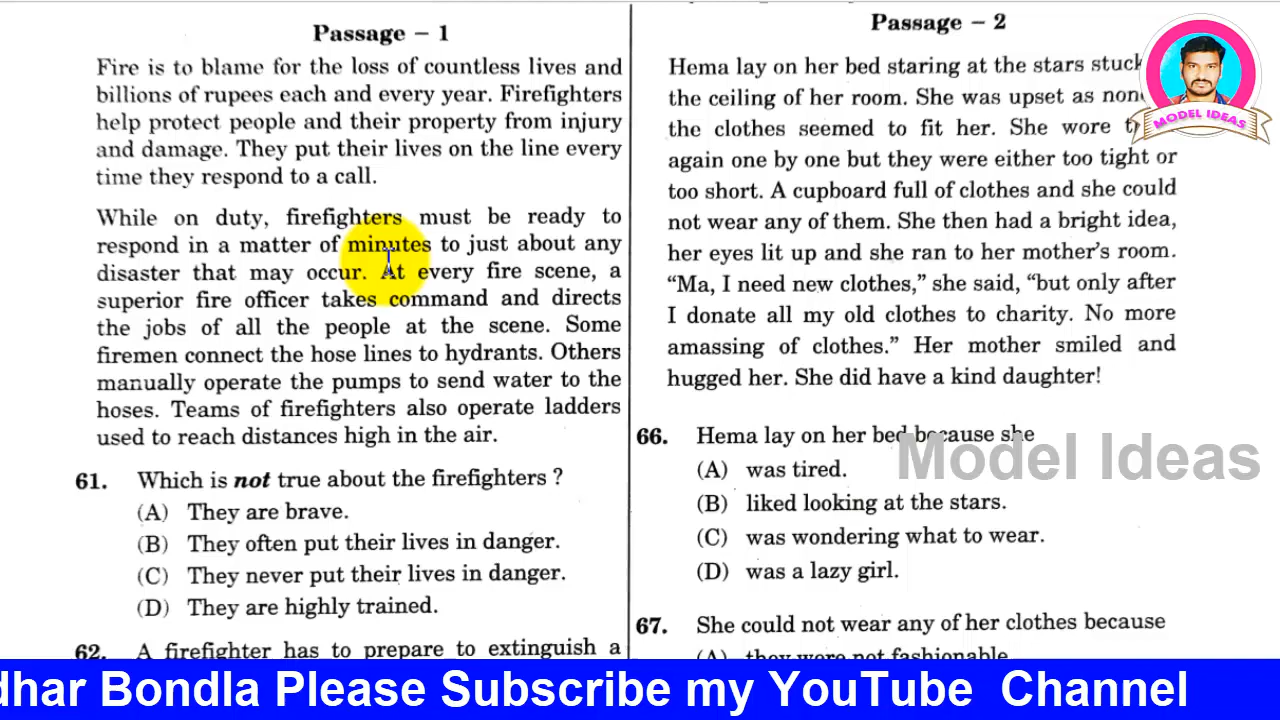 Passage – 1
Fire is to blame for the loss of countless lives and
billions of rupees each and every year. Firefighters
help protect people and their property from injury
and damage. They put their lives on the line every
time they respond to a call.
While on duty, firefighters must be ready to
respond in a matter of minutes to just about any
disaster that may occur. At every fire scene, a
superior fire officer takes command and directs
the jobs of all the people at the scene. Some
firemen connect the hose lines to hydrants. Others
manually operate the pumps to send water to the
hoses. Teams of firefighters also operate ladders
used to reach distances high in the air.
61. Which is not true about the firefighters ?
(A) They are brave.
(B) They often put their lives in danger.
(C) They never put their lives in danger.
(D) They are highly trained.
62. A firefighter has to prepare to extinguish a
Passage – 2
Hema lay on her bed staring at the stars stuck
the ceiling of her room. She was upset as
the clothes seemed to fit her. She wore
again one by one but they were either too tight or
too short. A cupboard full of clothes and she could
not wear any of them. She then had a bright idea,
her eyes lit up and she ran to her mother's room.
"Ma, I need new clothes," she said, "but only after
I donate all my old clothes to charity. No more
amassing of clothes." Her mother smiled and
hugged her. She did have a kind daughter!
66. Hema lay on her bed because she
(A) was tired.
(B) liked looking at the stars.
(C) was wondering what to wear.
(D) was a lazy girl.
67. She could not wear any of her clothes because
(A) they were not fashionable
MODEL IDEAS
Model Ideas
dhar Bondla Please Subscribe my YouTube Channel